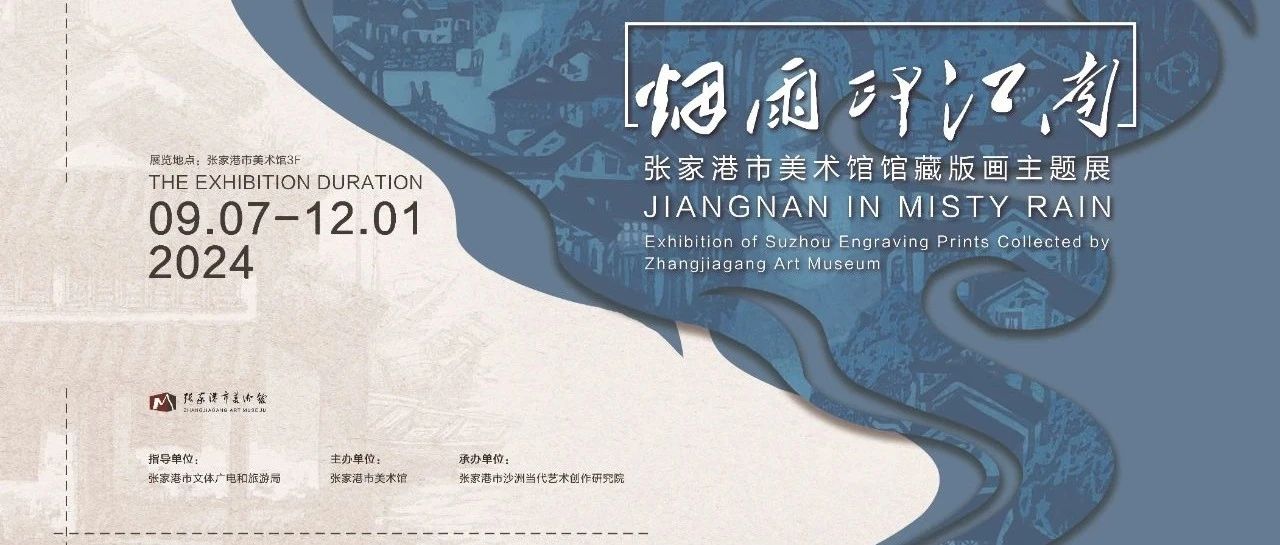 烟雨印江南
张家港市美术馆馆藏版画主题展
JIANGNAN IN MISTY RAIN
Exhibition of Suzhou Engraving Prints Collected by
Zhangjiagang Art Museum
展览地点：张家港市美术馆3F
THE EXHIBITION DURATION
09.07-12.01
2024
张家港市美術館
ZHANGJIAGANG ART MUSEJU
指导单位：
张家港市文体广电和旅游局
主办单位：
张家港市美术馆
承办单位：
张家港市沙洲当代艺术创作研究院